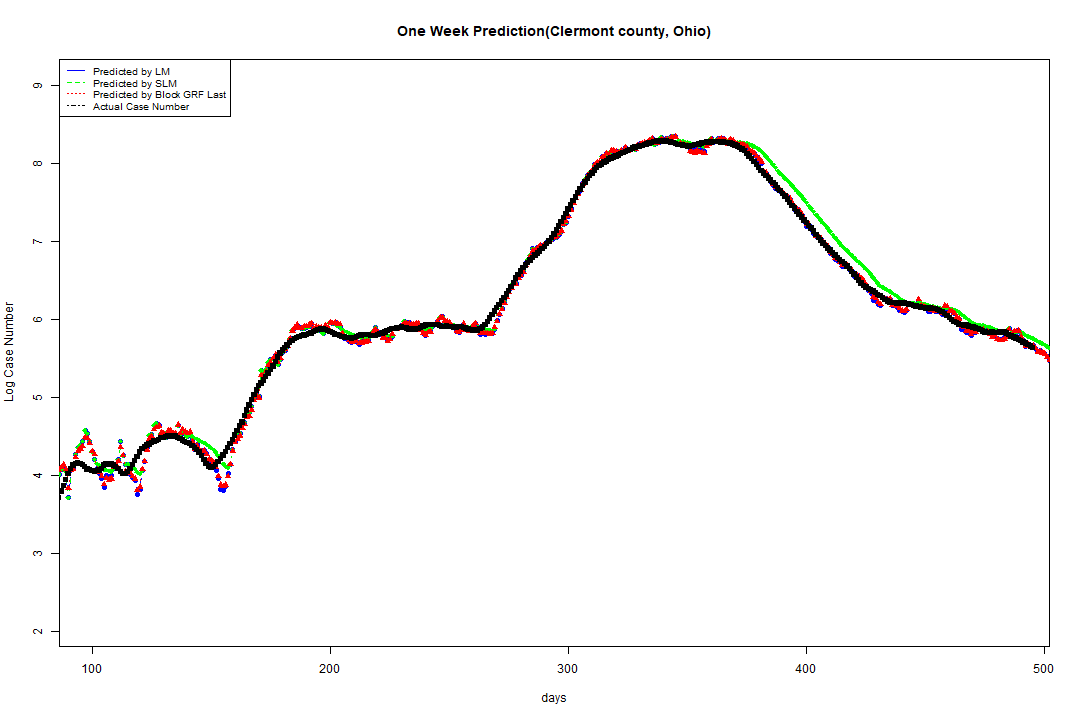 One Week Prediction(Clermont county, Ohio)
Predicted by LM
Predicted by SLM
Predicted by Block GRF Last
Actual Case Number
9
8
7
6
5
4
3
2
Log Case Number
100 200 300 400 500
days